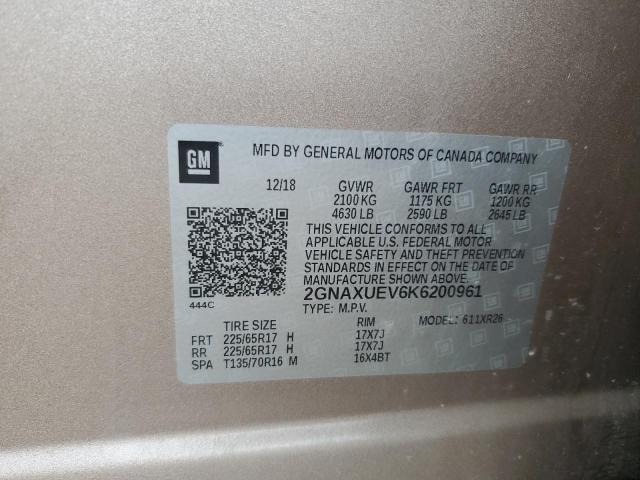 GM
MFD BY GENERAL MOTORS OF CANADA COMPANY
12/18 GVWR GAWR FRT GAWR RR
2100 KG 1175 KG 1200 KG
4630 LB 2590 LB 2645 LB
THIS VEHICLE CONFORMS TO ALL
APPLICABLE U.S. FEDERAL MOTOR
VEHICLE SAFETY AND THEFT PREVENTION
STANDARDS IN EFFECT ON THE DATE OF
MANUFACTURE SHOWN ABOVE.
2GNAXUEV6K6200961
444C
TYPE: M.P.V.
TIRE SIZE RIM MODEL: 611XR26
FRT 225/65R17 H 17X7J
RR 225/65R17 H 17X7J
SPA T135/70R16 M 16X4BT